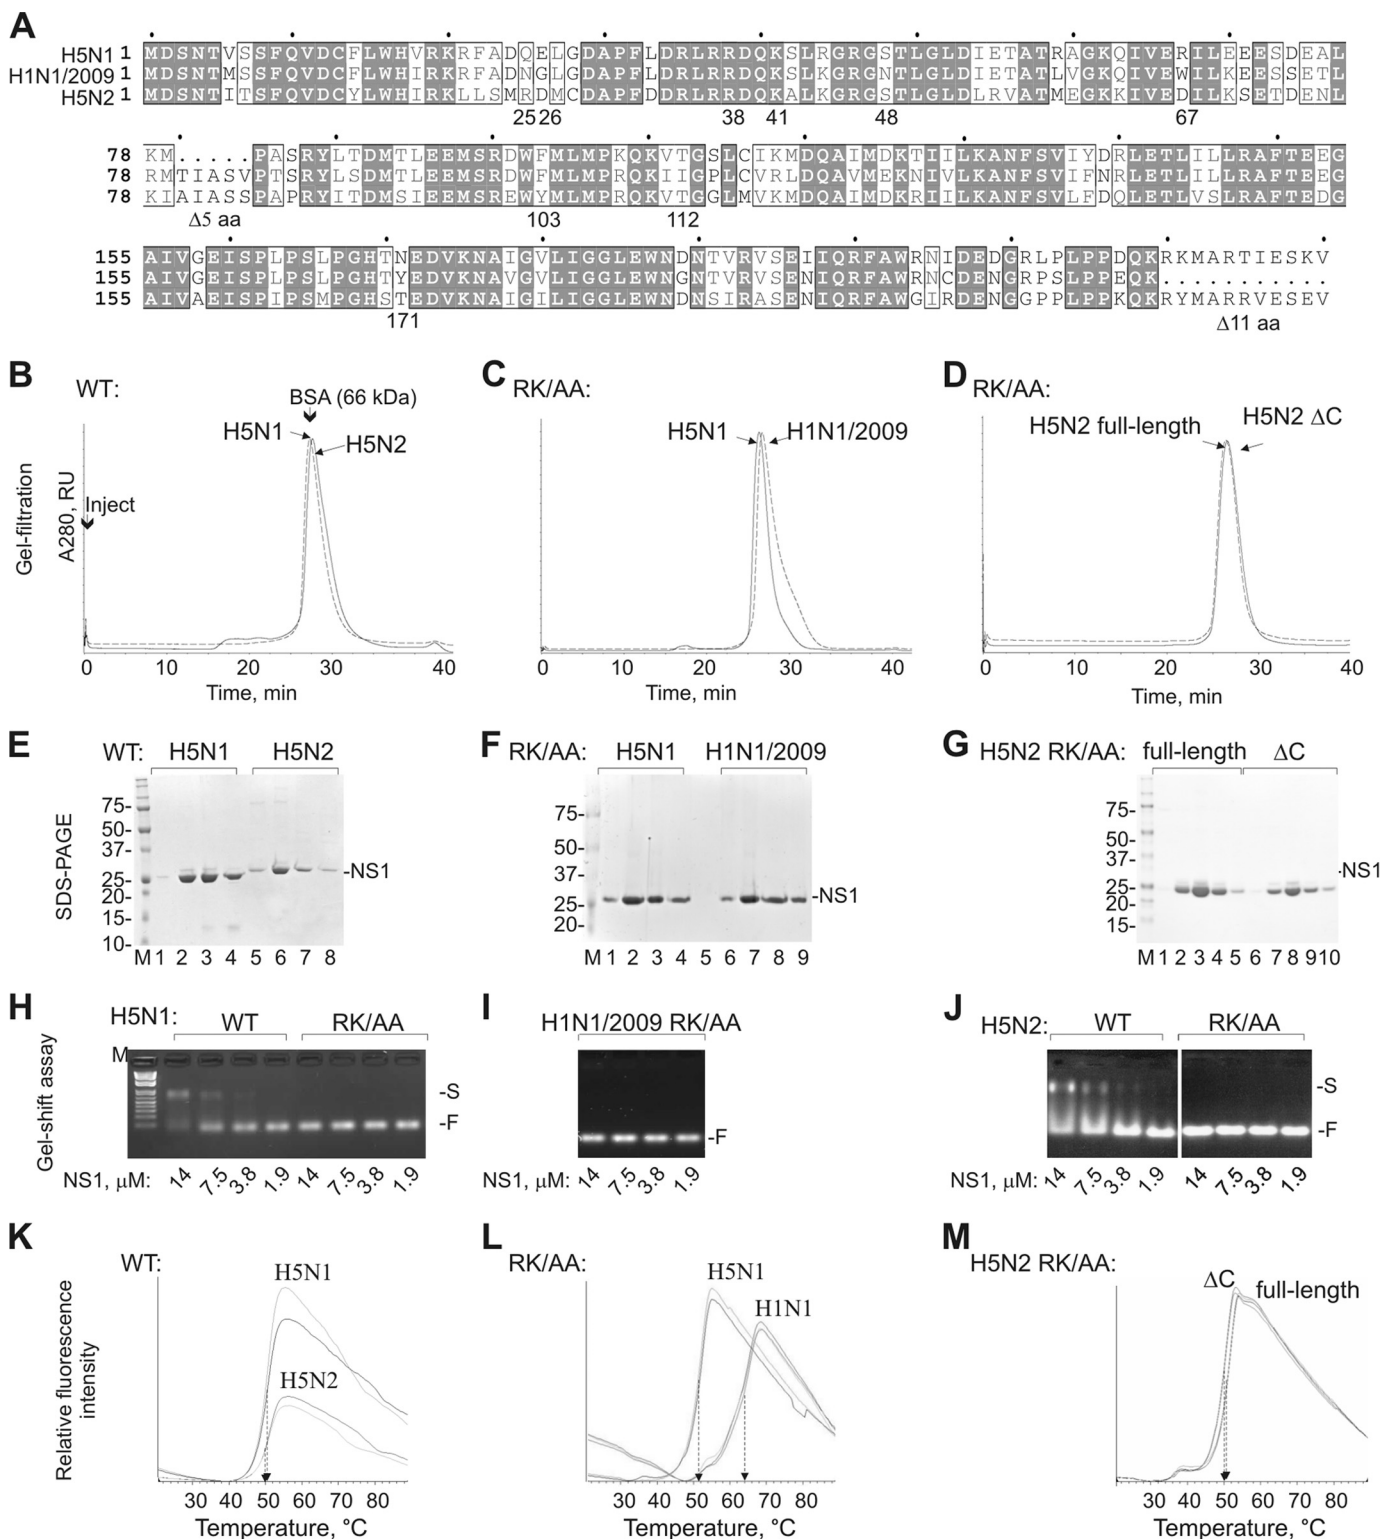 A
H5N1 1 MDSNTVSSFQVDCFLWHVRKRFADQELGDAPFLDRLRRDQKSLRGRGSTLGLDIETATRAGKQIVERILEEESDEAL
H1N1/2009 1 MDSNTMSSFQVDCFLWHIRKRFADNGLGDAPFLDRLRRDQKSLKGRGNTLGLDIETATLVGKQIVEWILKEESSETL
H5N2 1 MDSNTITSFQVDCYLWHIRKLLSMRDMCDAPFDDRLRRDQKALKGRGSTLGLDLRVATMEGKKIVEDILKSETDENL
25 26 38 41 48 67
78 KM.....PASRYLTDMTLEEMSRDWFMLMPKQKVTGSLCIKMDQAIMDKTIILKANFSVIYDRLETLILLRAFTEEG
78 RMTIASVPTSRYLSDMTLEEMSRDWFMLMPRQKIIGPLCVRLDQAVMEKNIVLKANFSVIFNRLETLILLRAFTEEG
78 KIAIASSPAPRYITDMSIEEMSREWYMLMPRQKVTGGLMVKMDQAIMDKRITLKANFSVLFDQLETLVSLRAFTEDG
Δ5 aa 103 112
155 AIVGEISPLPSLPGHTNEDVKNAIGVLIGGLEWNDNTVRVSEIIQRFAWRNIDEDGRLPLPPDQKRKMARTIESKV
155 AIVGEISPLPSLPGHTYEDVKNAVGVLIGGLEWNGNTVRVSENIQRFAWRNCDENGRPSLPPEQK...........
155 AIVAEISPIPSMPGHSTEDVKNAIGILIGGLEWNDNSIRASENIQRFAWGIRDENGGPPLPPKQKRYMARRVESEV
171 Δ11 aa
B WT:
BSA (66 kDa)
H5N1
H5N2
Inject
Gel-filtration
A280, RU
0 10 20 30 40
Time, min
C RK/AA:
H5N1 H1N1/2009
0 10 20 30 40
Time, min
D RK/AA:
H5N2 full-length H5N2 ΔC
0 10 20 30 40
Time, min
E WT: H5N1 H5N2
SDS-PAGE
75-
50-
37-
25-
20-
15-
10-
-NS1
M 1 2 3 4 5 6 7 8
F RK/AA: H5N1 H1N1/2009
75-
50-
37-
25-
20-
-NS1
M 1 2 3 4 5 6 7 8 9
G H5N2 RK/AA: full-length ΔC
75-
50-
37-
25-
20-
15-
-NS1
M 1 2 3 4 5 6 7 8 9 10
H H5N1: WT RK/AA
Gel-shift assay
M
-S
-F
NS1, μM: 14 7.5 3.8 1.9 14 7.5 3.8 1.9
I H1N1/2009 RK/AA
-F
NS1, μM: 14 7.5 3.8 1.9
J H5N2: WT RK/AA
-S
-F
NS1, μM: 14 7.5 3.8 1.9 14 7.5 3.8 1.9
K WT:
H5N1
H5N2
Relative fluorescence
intensity
30 40 50 60 70 80
Temperature, °C
L RK/AA:
H5N1
H1N1
30 40 50 60 70 80
Temperature, °C
M H5N2 RK/AA:
ΔC full-length
30 40 50 60 70 80
Temperature, °C